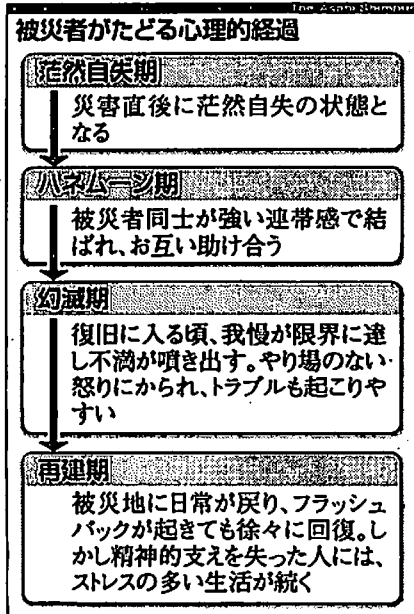 The Asahi Shimbun
被災者がたどる心理的経過
茫然自失期
災害直後に茫然自失の状態と
なる
ハネムーン期
被災者同士が強い連帯感で結
ばれ、お互い助け合う
幻滅期
復旧に入る頃、我慢が限界に達
し不満が噴き出す。やり場のない
怒りにかられ、トラブルも起こりや
すい
再建期
被災地に日常が戻り、フラッシュ
バックが起きても徐々に回復。し
かし精神的支えを失った人には、
ストレスの多い生活が続く